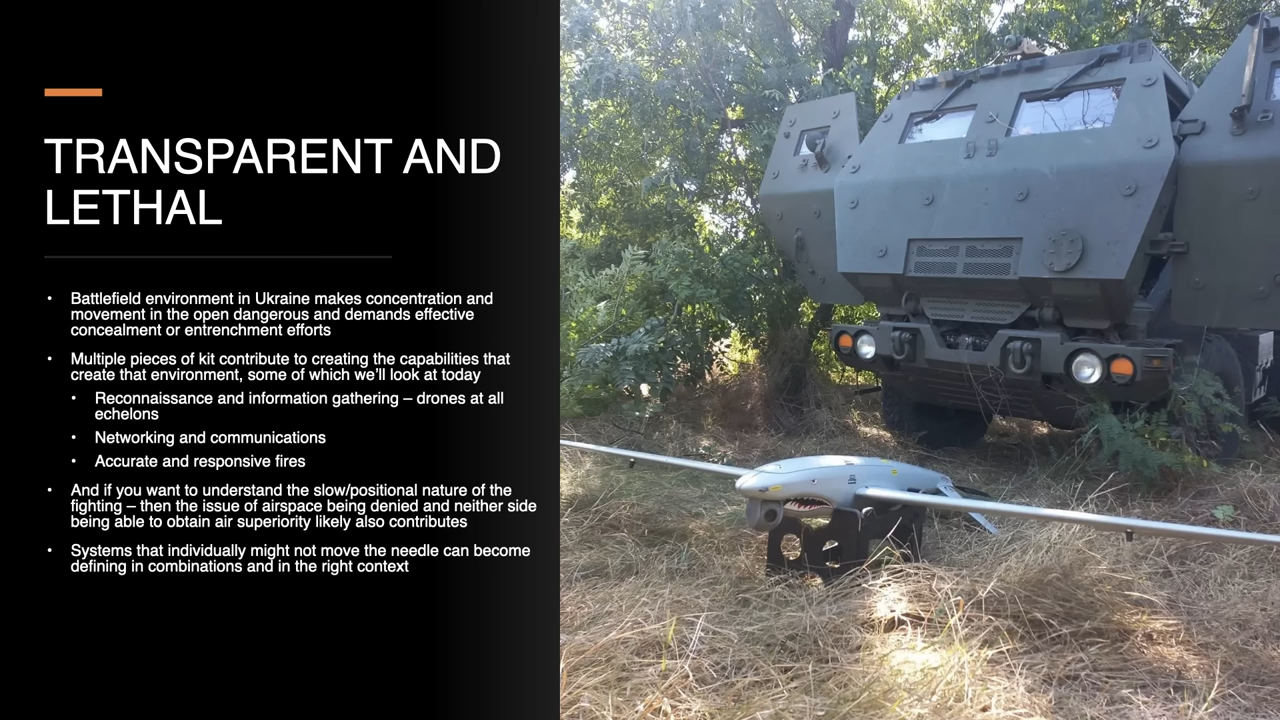 TRANSPARENT AND
LETHAL
• Battlefield environment in Ukraine makes concentration and
movement in the open dangerous and demands effective
concealment or entrenchment efforts
• Multiple pieces of kit contribute to creating the capabilities that
create that environment, some of which we’ll look at today
• Reconnaissance and information gathering – drones at all
echelons
• Networking and communications
• Accurate and responsive fires
• And if you want to understand the slow/positional nature of the
fighting – then the issue of airspace being denied and neither side
being able to obtain air superiority likely also contributes
• Systems that individually might not move the needle can become
defining in combinations and in the right context